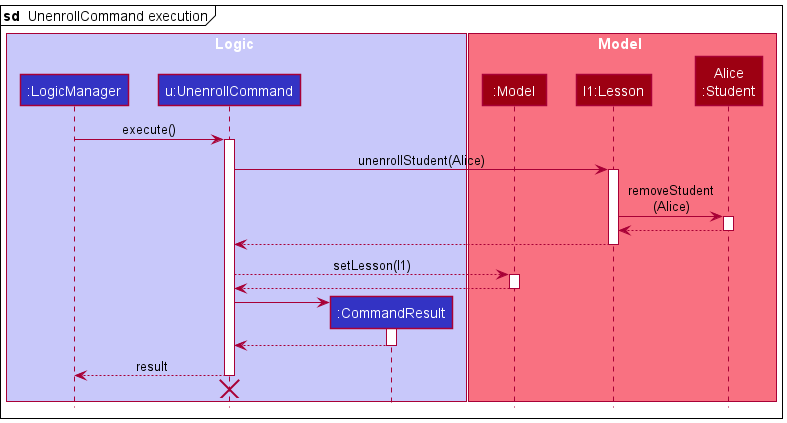 sd UnenrollCommand execution
Logic
Model
:LogicManager
u:UnenrollCommand
:Model
l1:Lesson
Alice
:Student
execute()
unenrollStudent(Alice)
removeStudent
(Alice)
setLesson(l1)
:CommandResult
result